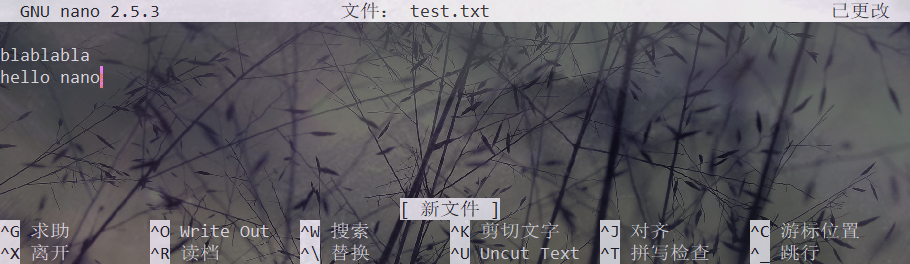 GNU nano 2.5.3 文件: test.txt 已更改
blablabla
hello nano
[ 新文件 ]
^G 求助 ^O Write Out ^W 搜索 ^K 剪切文字 ^J 对齐 ^C 游标位置
^X 离开 ^R 读档 ^\ 替换 ^U Uncut Text ^T 拼写检查 ^_ 跳行